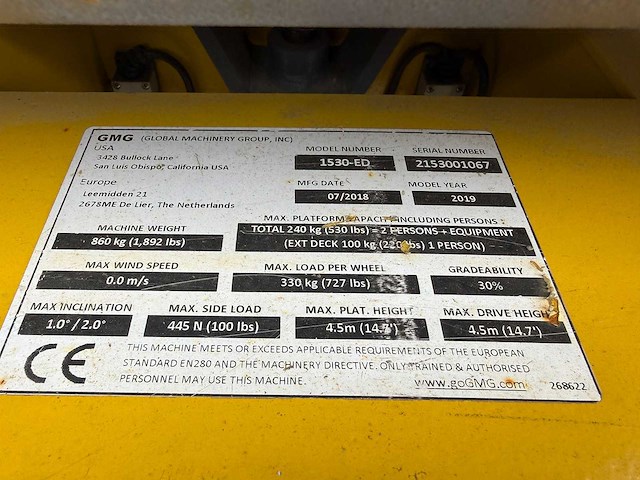 GMG (GLOBAL MACHINERY GROUP, INC)
USA
3428 Bullock Lane
San Luis Obispo, California USA
Europe
Leemidden 21
2678ME De Lier, The Netherlands
MODEL NUMBER
1530-ED
SERIAL NUMBER
2153001067
MFG DATE
07/2018
MODEL YEAR
2019
MACHINE WEIGHT
860 kg (1,892 lbs)
MAX. PLATFORM CAPACITY INCLUDING PERSONS :
TOTAL 240 kg (530 lbs) = 2 PERSONS + EQUIPMENT
(EXT DECK 100 kg (220 lbs) 1 PERSON)
MAX WIND SPEED
0.0 m/s
MAX. LOAD PER WHEEL
330 kg (727 lbs)
GRADEABILITY
30%
MAX INCLINATION
1.0° / 2.0°
MAX. SIDE LOAD
445 N (100 lbs)
MAX. PLAT. HEIGHT
4.5m (14.7')
MAX. DRIVE HEIGHT
4.5m (14.7')
CE
THIS MACHINE MEETS OR EXCEEDS APPLICABLE REQUIREMENTS OF THE EUROPEAN
STANDARD EN280 AND THE MACHINERY DIRECTIVE. ONLY TRAINED & AUTHORISED
PERSONNEL MAY USE THIS MACHINE.
www.goGMG.com
268622